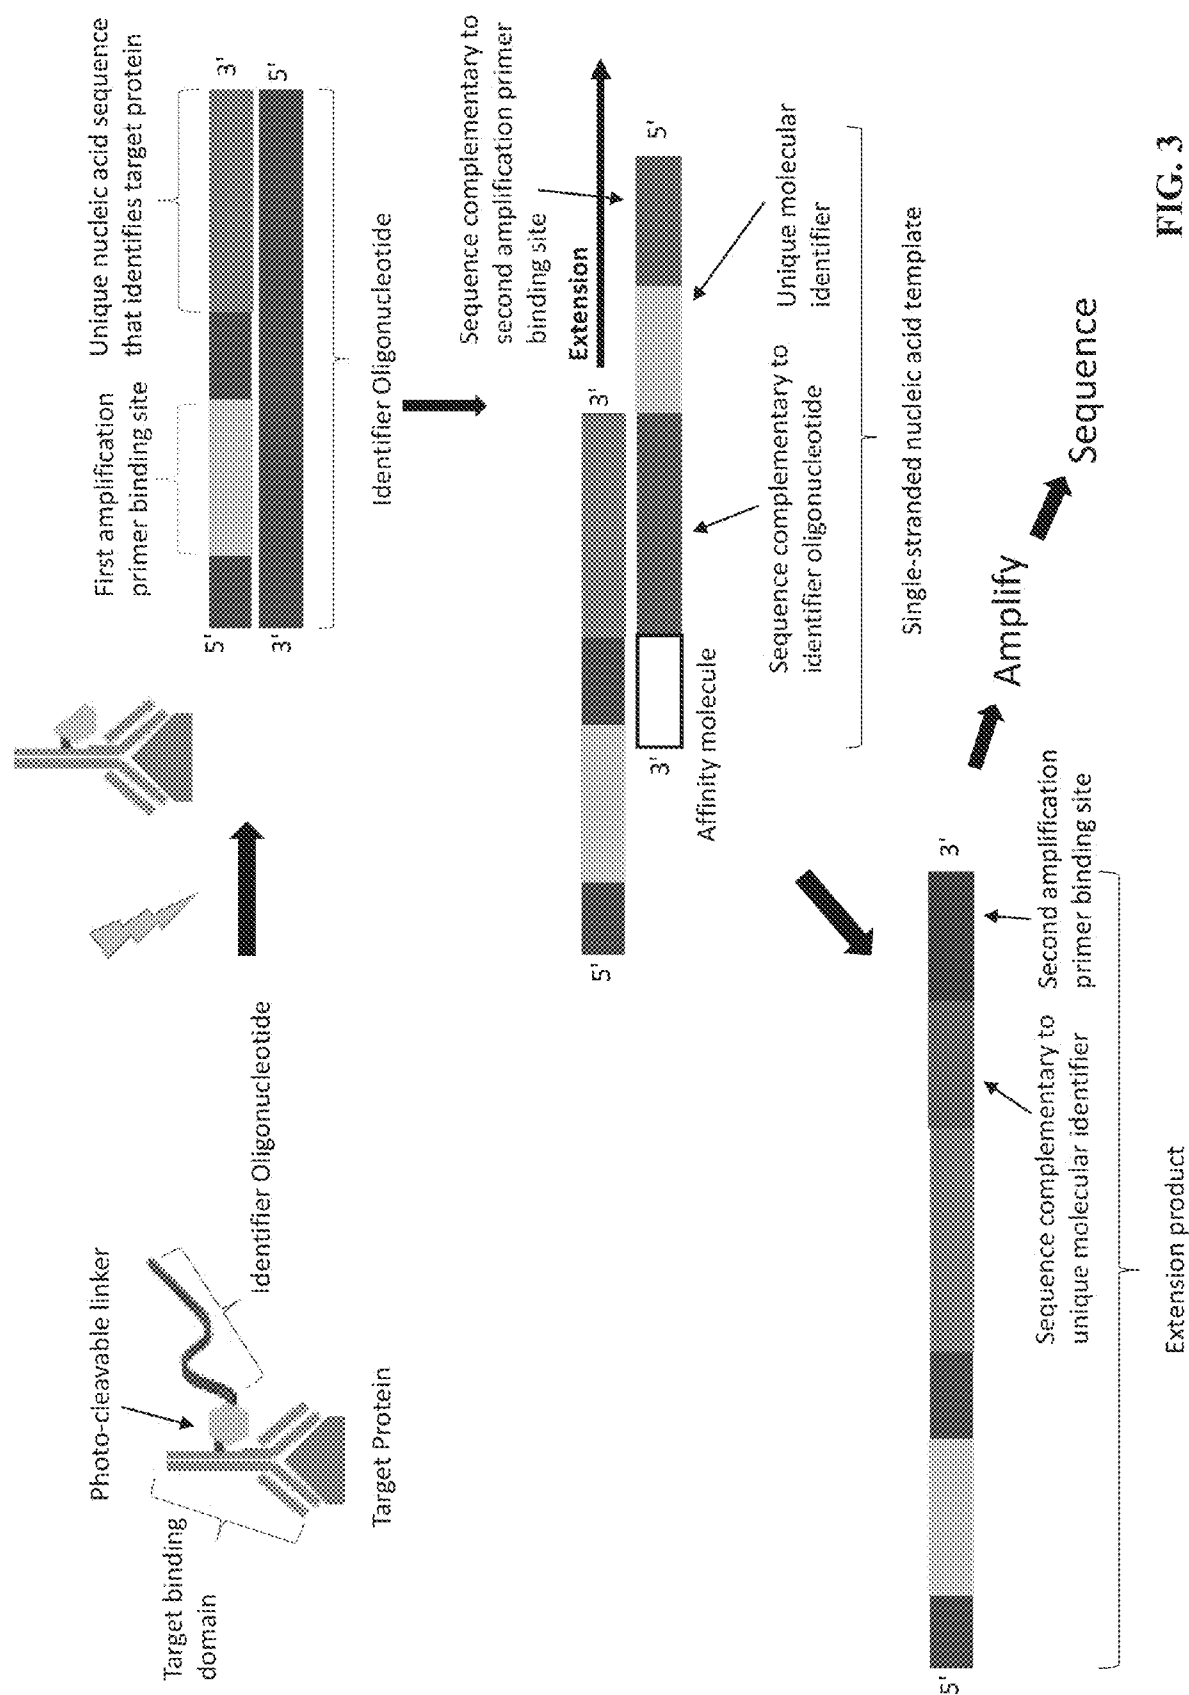 Photo-cleavable linker
Target binding
domain
Identifier Oligonucleotide
Target Protein
First amplification
primer binding site
Unique nucleic acid sequence
that identifies target protein
5'
3'
3'
5'
Identifier Oligonucleotide
Sequence complementary to
second amplification primer
binding site
Extension
5'
3'
3'
5'
Affinity molecule
Sequence complementary to
identifier oligonucleotide
Unique molecular
identifier
Single-stranded nucleic acid template
5'
3'
Sequence complementary to
unique molecular identifier
Second amplification
primer binding site
Extension product
Amplify
Sequence
FIG. 3